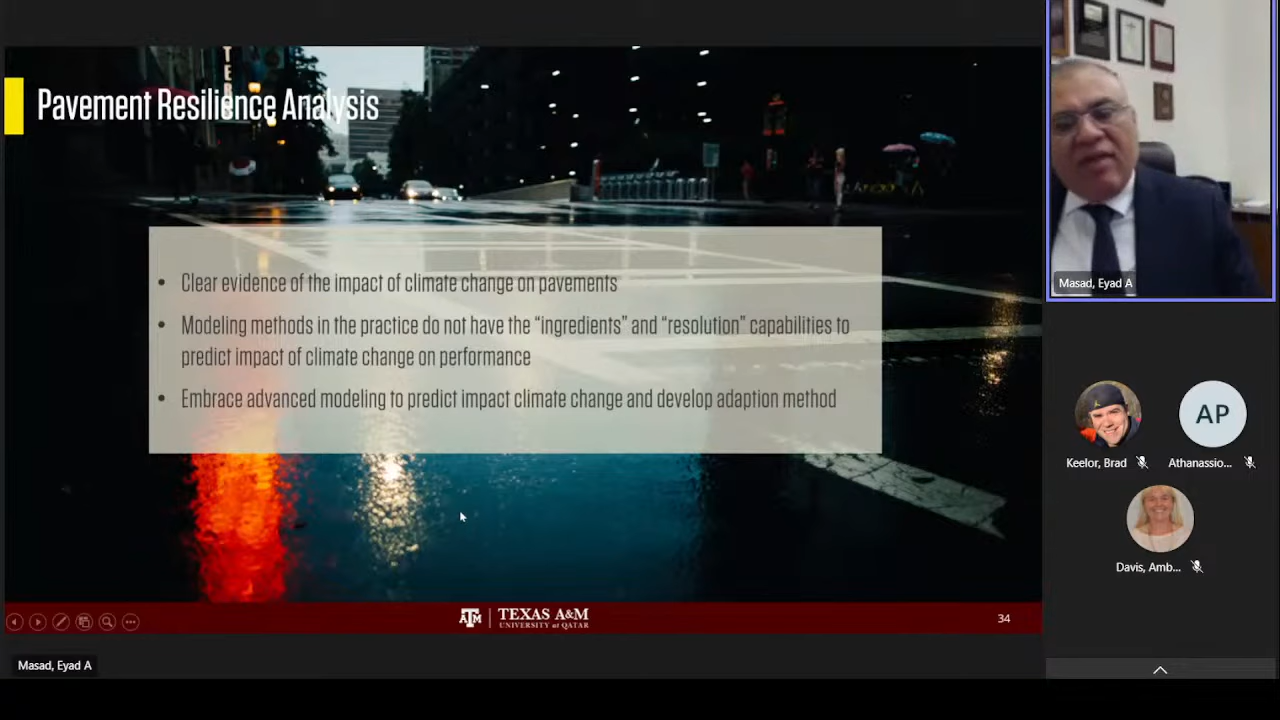 TER
Pavement Resilience Analysis
• Clear evidence of the impact of climate change on pavements
• Modeling methods in the practice do not have the “ingredients” and “resolution” capabilities to
predict impact of climate change on performance
• Embrace advanced modeling to predict impact climate change and develop adaption method
ATM
TEXAS A&M
UNIVERSITY at QATAR
34
Masad, Eyad A
Masad, Eyad A
Keelor, Brad
AP
Athanassio...
Davis, Amb...